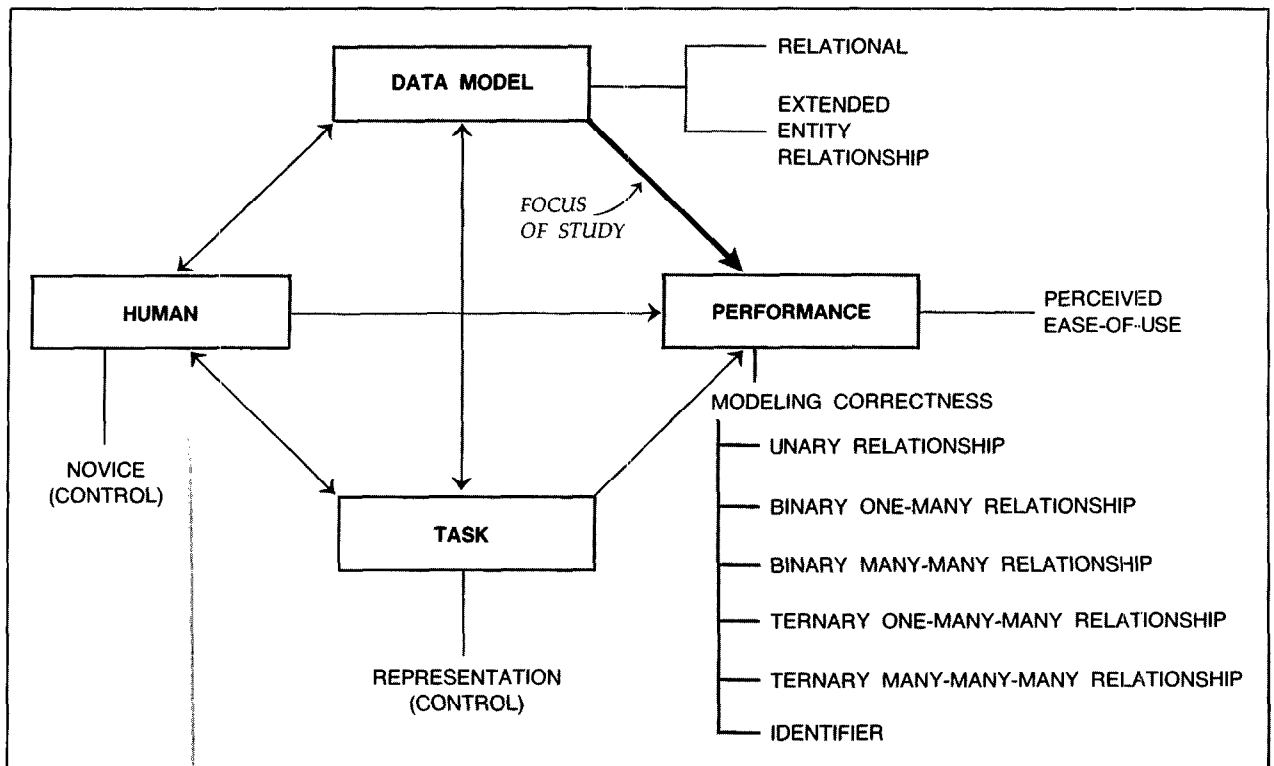 DATA MODEL
RELATIONAL
EXTENDED
ENTITY
RELATIONSHIP
FOCUS
OF STUDY
HUMAN
PERFORMANCE
PERCEIVED
EASE-OF-USE
NOVICE
(CONTROL)
TASK
REPRESENTATION
(CONTROL)
MODELING CORRECTNESS
UNARY RELATIONSHIP
BINARY ONE-MANY RELATIONSHIP
BINARY MANY-MANY RELATIONSHIP
TERNARY ONE-MANY-MANY RELATIONSHIP
TERNARY MANY-MANY-MANY RELATIONSHIP
IDENTIFIER